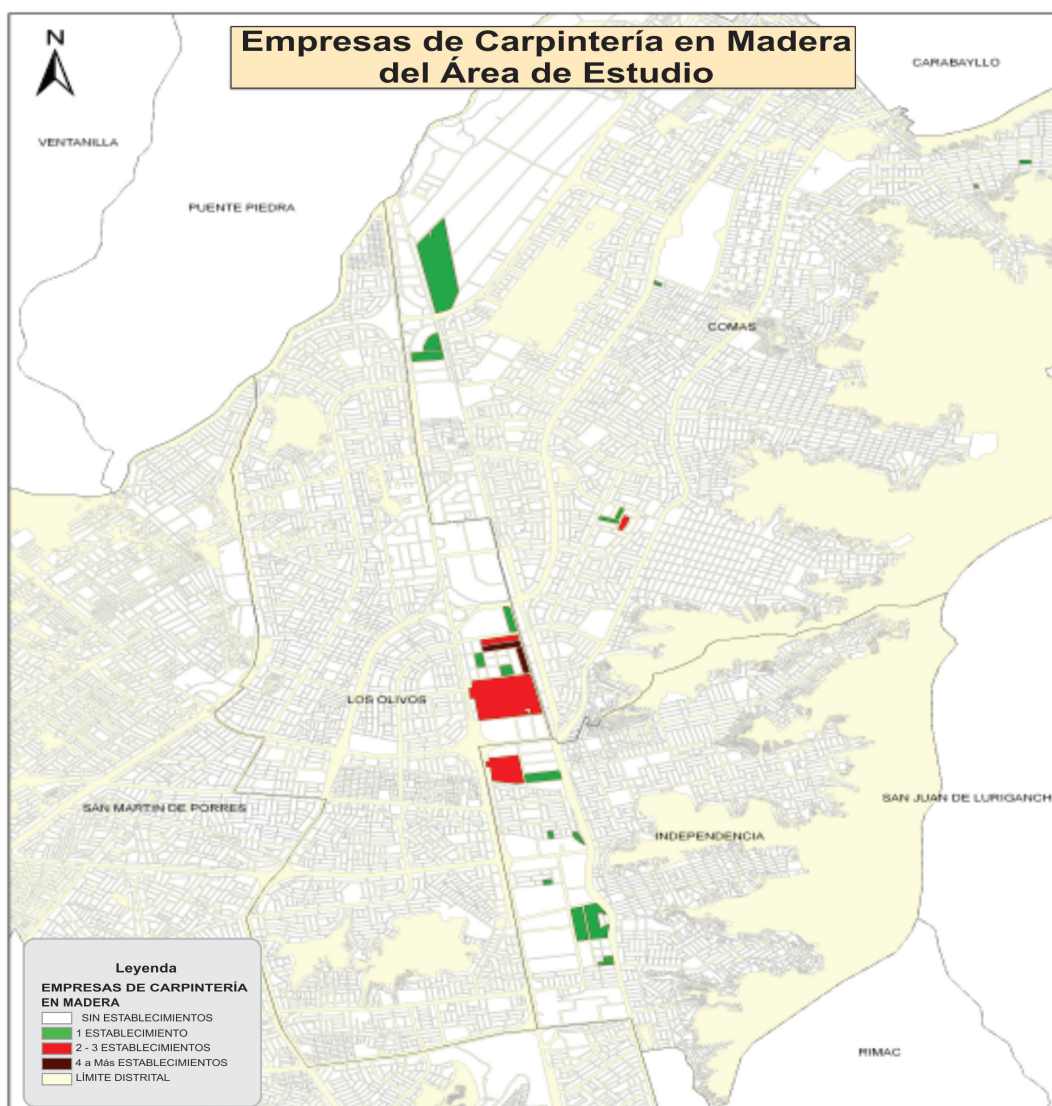 N
Empresas de Carpintería en Madera
del Área de Estudio
CARABAYLLO
VENTANILLA
PUENTE PIEDRA
COMAS
LOS OLIVOS
SAN MARTIN DE PORRES
SAN JUAN DE LURIGANCH
INDEPENDENCIA
RIMAC
Leyenda
EMPRESAS DE CARPINTERÍA
EN MADERA
SIN ESTABLECIMIENTOS
1 ESTABLECIMIENTO
2 - 3 ESTABLECIMIENTOS
4 a Más ESTABLECIMIENTOS
LÍMITE DISTRITAL